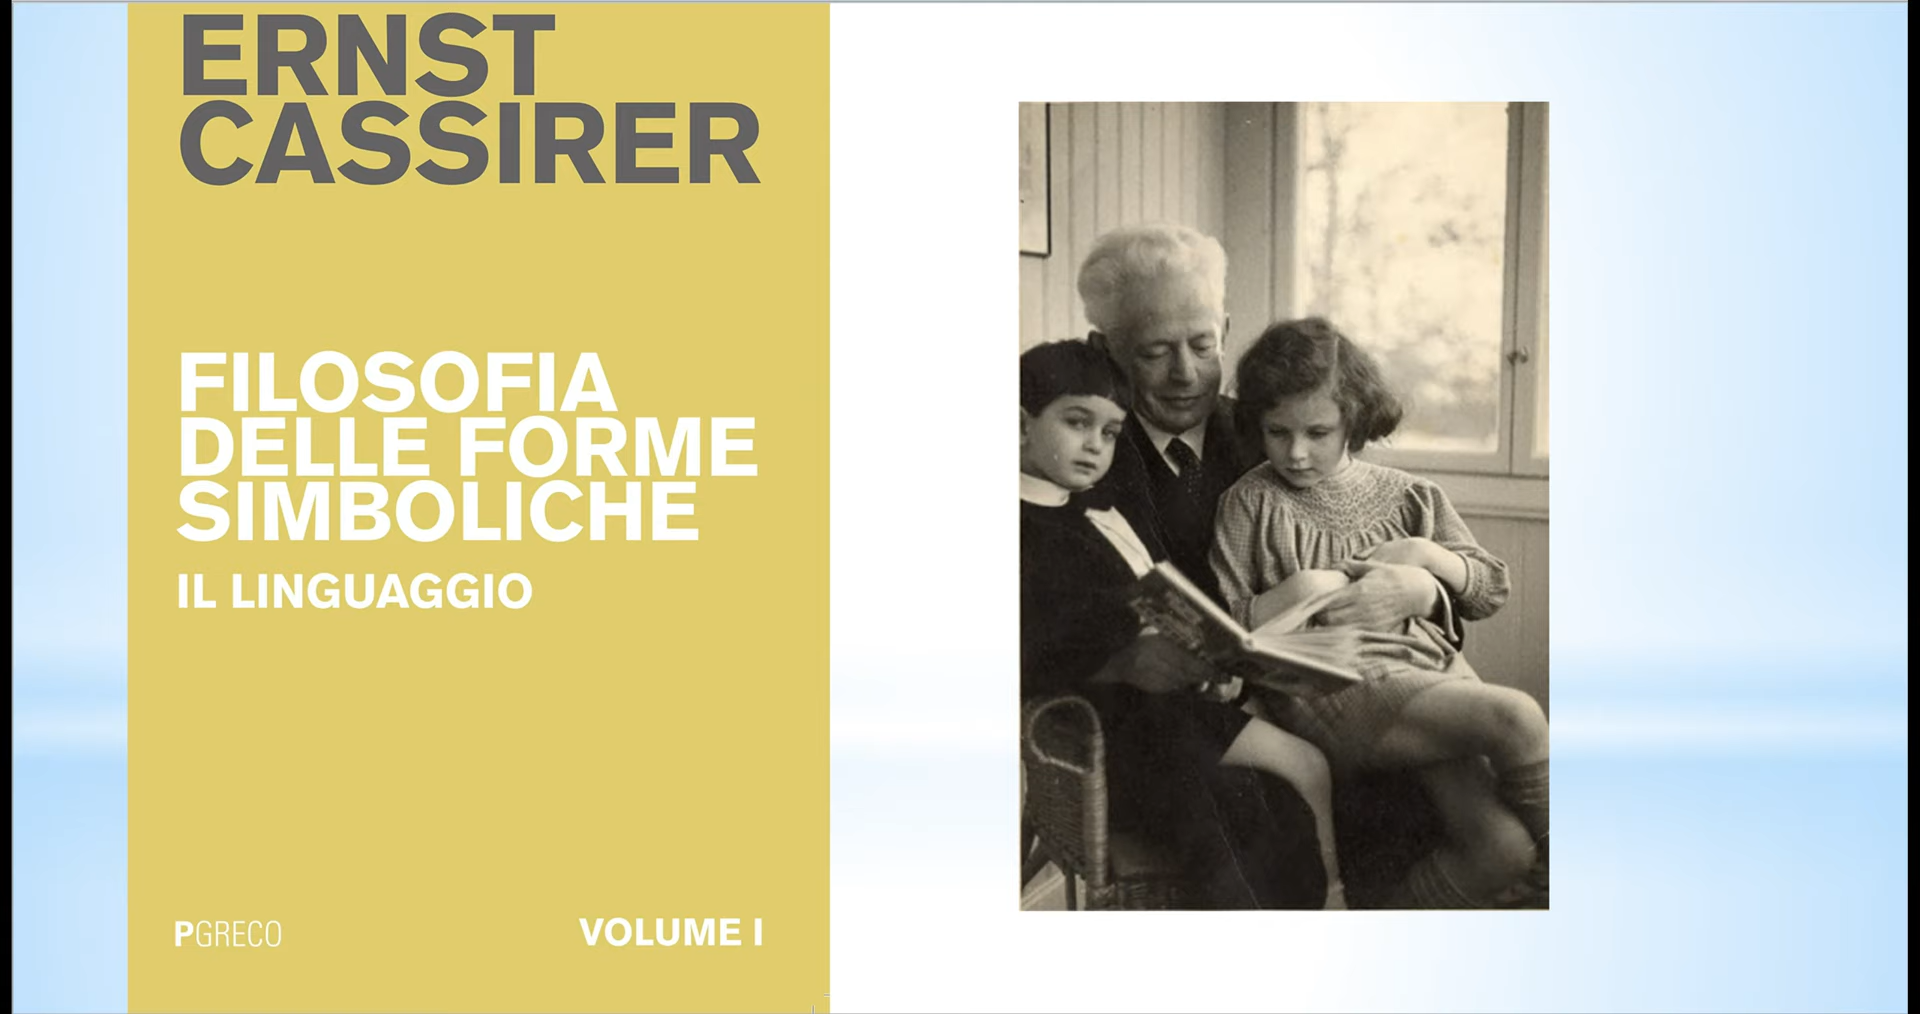 ERNST
CASSIRER
FILOSOFIA
DELLE FORME
SIMBOLICHE
IL LINGUAGGIO
PGRECO
VOLUME I